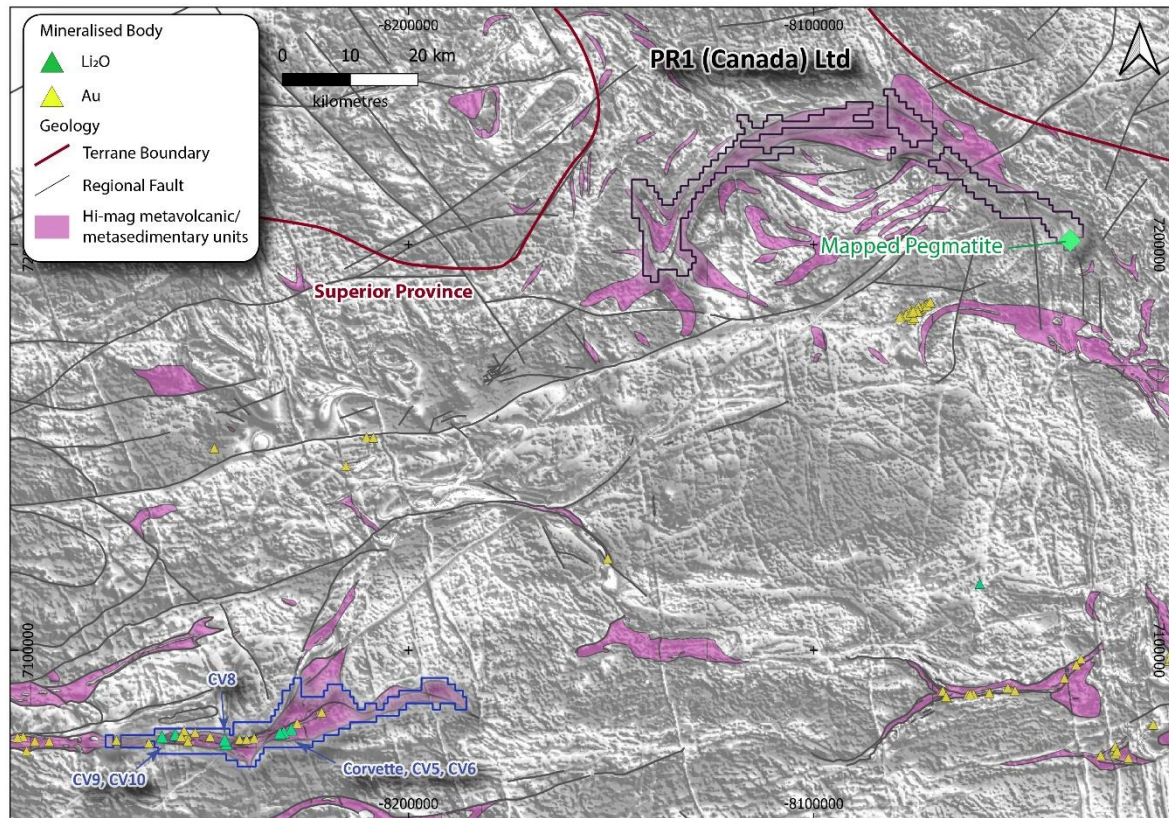 Mineralised Body
Li₂O
Au
Geology
Terrane Boundary
Regional Fault
Hi-mag metavolcanic/
metasedimentary units
-8200000
-8100000
0 10 20 km
kilometres
PR1 (Canada) Ltd
7200000
Mapped Pegmatite
Superior Province
7100000
7100000
CV8
CV9, CV10
Corvette, CV5, CV6
-8200000
-8100000